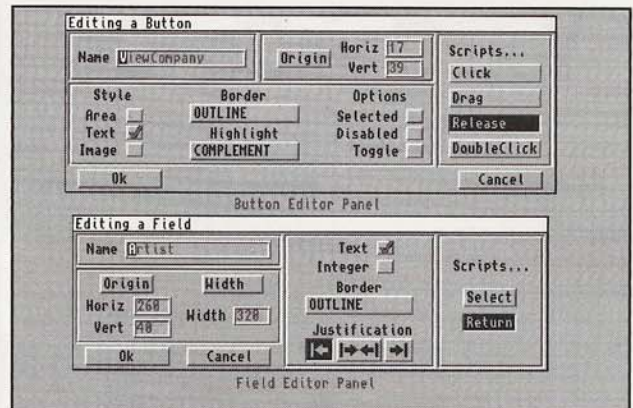 Editing a Button
Name ViewCompany
Origin Horiz 17
Vert 39
Scripts...
Click
Drag
Release
DoubleClick
Style Border Options
Area OUTLINE Selected
Text Highlight Disabled
Image COMPLEMENT Toggle
Ok Cancel
Button Editor Panel
Editing a Field
Name Artist
Origin Width
Horiz 260 Width 320
Vert 40
Ok Cancel
Text
Integer
Border
OUTLINE
Justification
Scripts...
Select
Return
Field Editor Panel